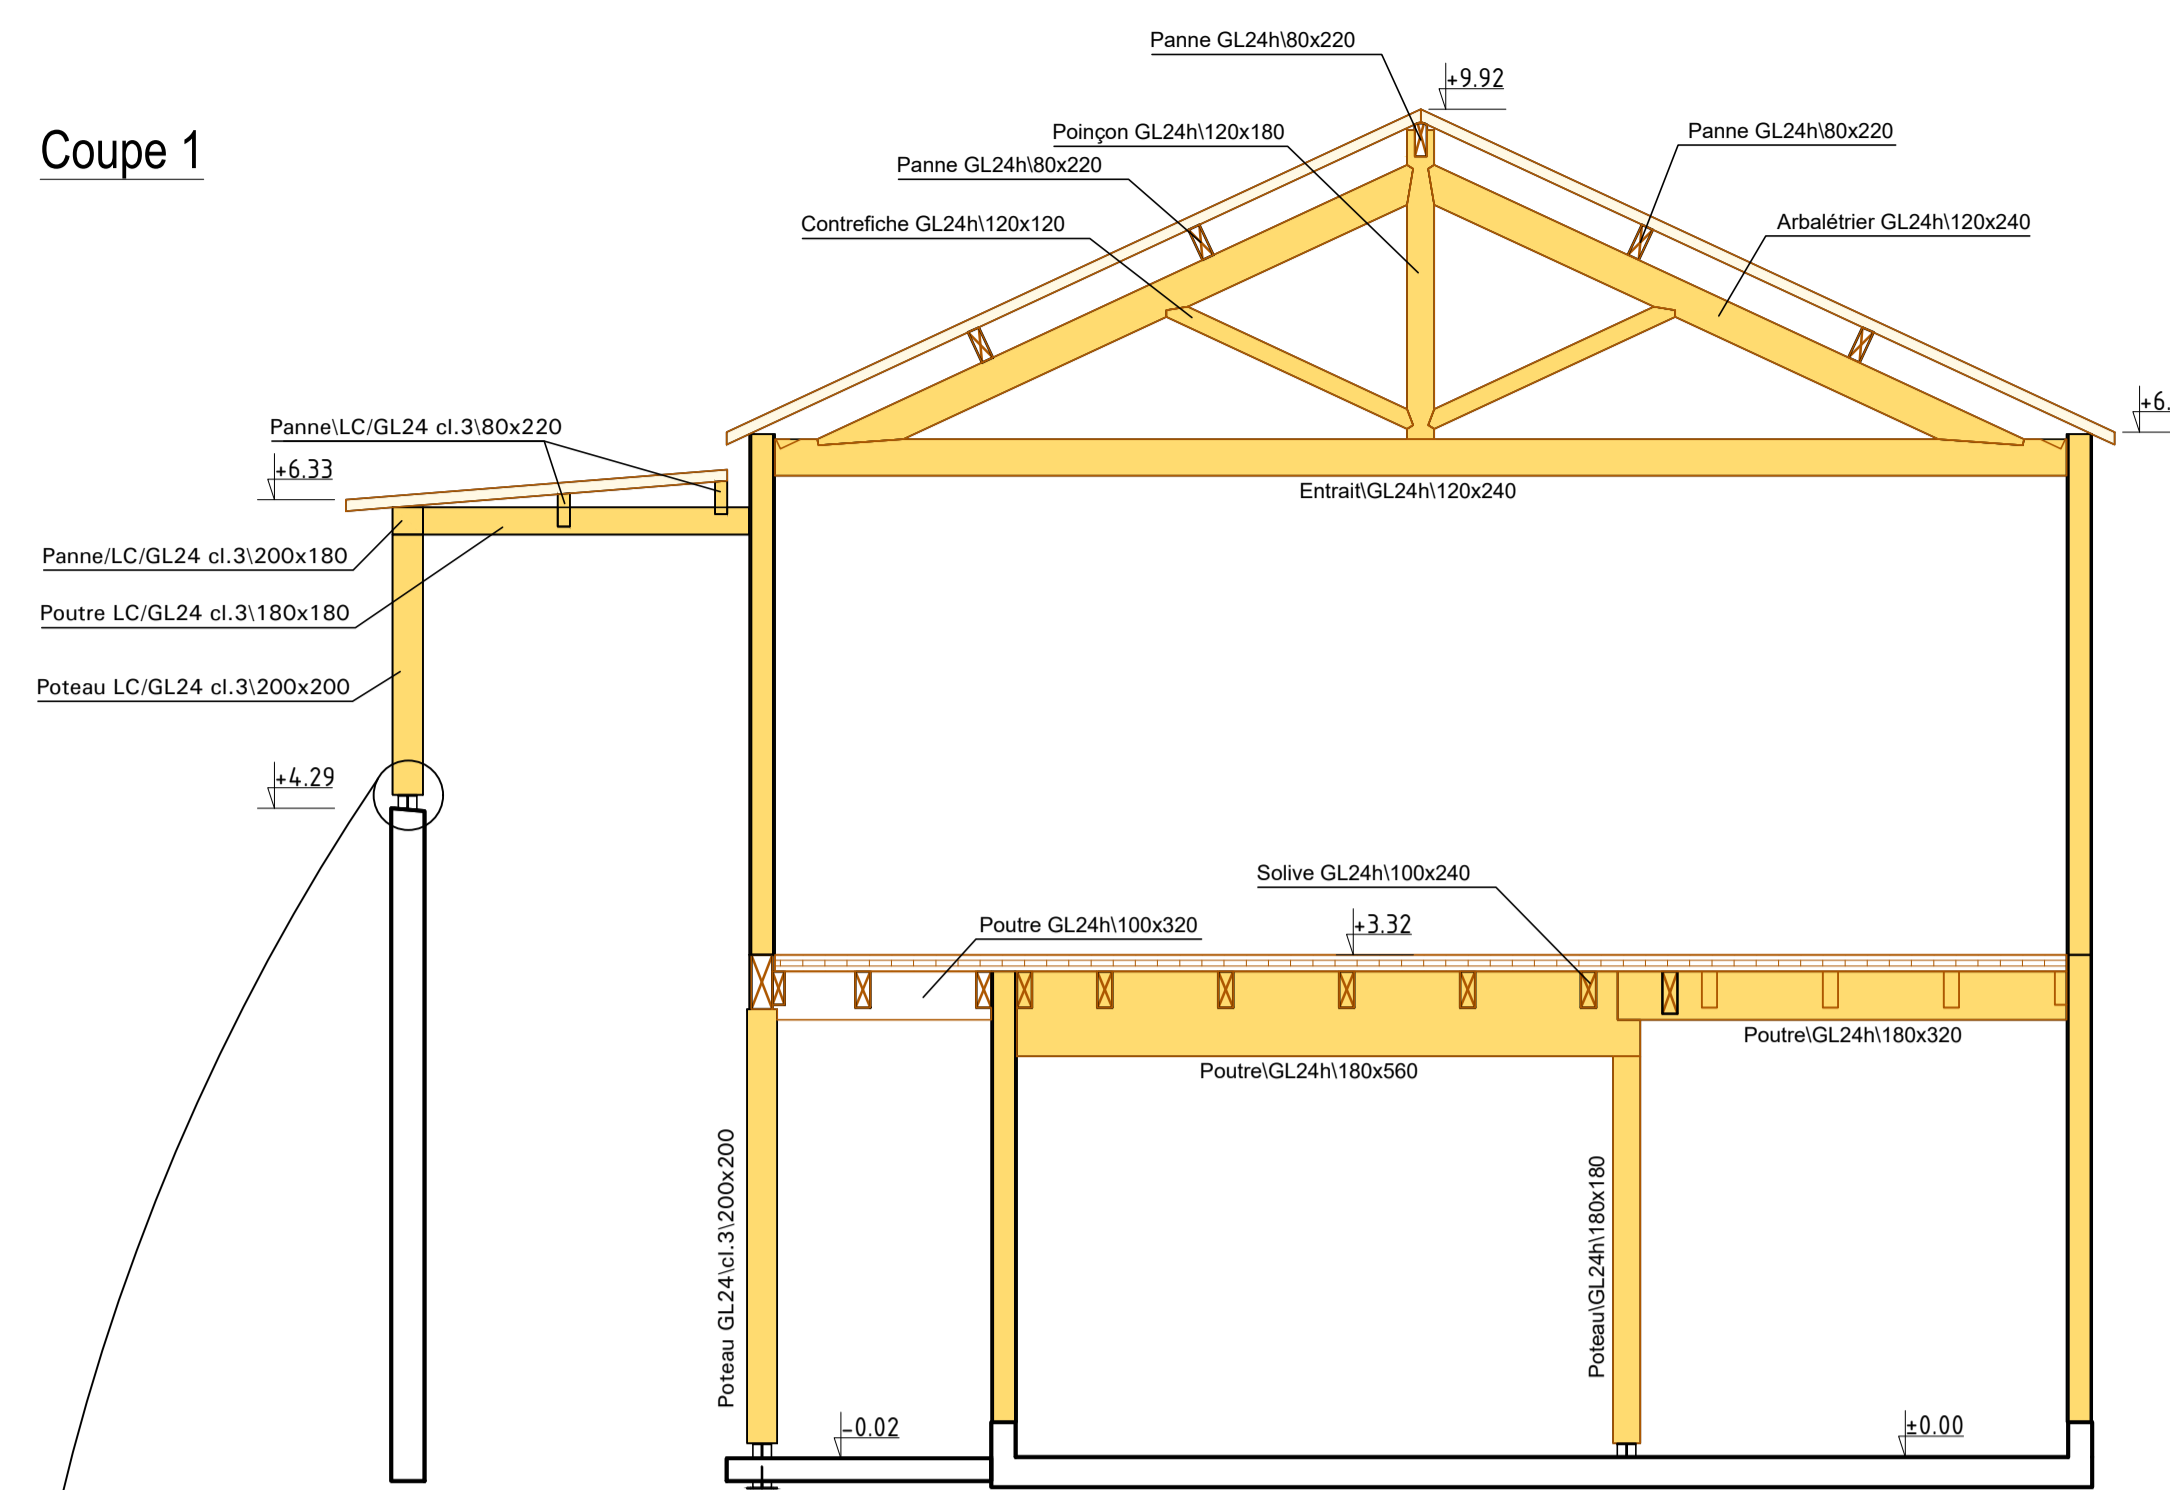 Panne GL24h\80x220
+9.92
Coupe 1
Poinçon GL24h\120x180
Panne GL24h\80x220
Panne GL24h\80x220
Contrefiche GL24h\120x120
Arbalétrier GL24h\120x240
+6.
Panne\LC/GL24 cl.3\80x220
+6.33
Entrait\GL24h\120x240
Panne/LC/GL24 cl.3\200x180
Poutre LC/GL24 cl.3\180x180
Poteau LC/GL24 cl.3\200x200
+4.29
Solive GL24h\100x240
Poutre GL24h\100x320
+3.32
Poutre\GL24h\180x320
Poutre\GL24h\180x560
Poteau GL24\cl.3\200x200
Poteau\GL24h\180x180
-0.02
±0.00